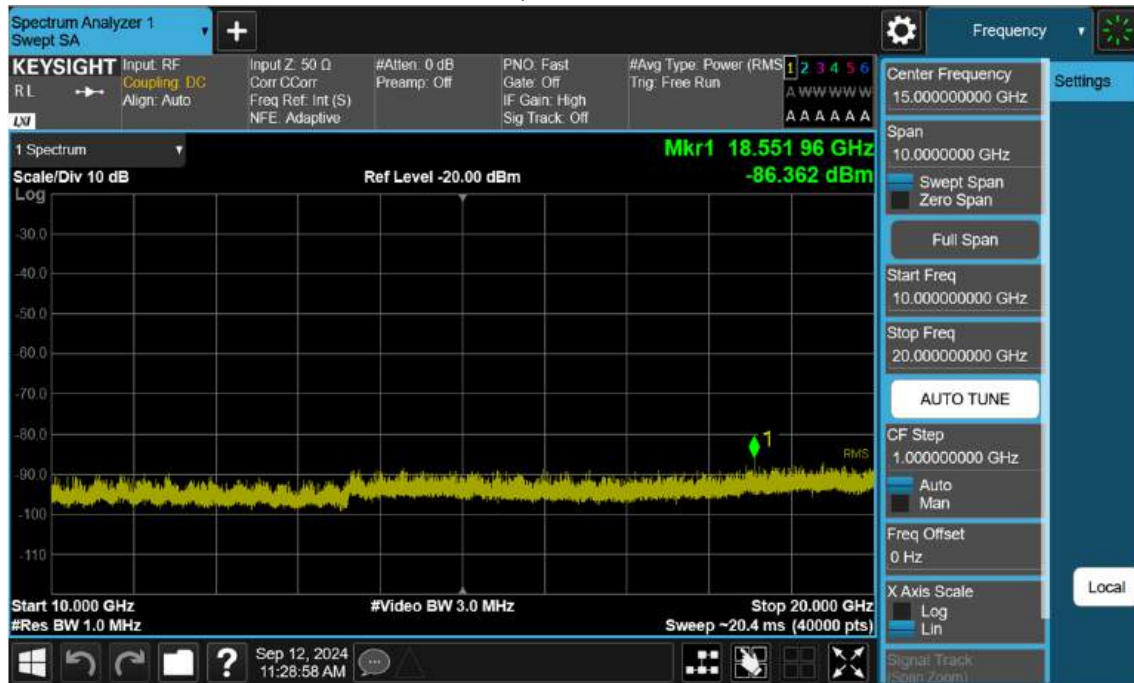 Spectrum Analyzer 1
Swept SA
Frequency
KEYSIGHT
RL
LXI
Input: RF
Coupling: DC
Align: Auto
Input Z: 50 Ω
Corr CCorr
Freq Ref: Int (S)
NFE: Adaptive
#Atten: 0 dB
Preamp: Off
PNO: Fast
Gate: Off
IF Gain: High
Sig Track: Off
#Avg Type: Power (RMS
Trig: Free Run
1 2 3 4 5 6
A W W W W W
A A A A A A
1 Spectrum
Mkr1 18.551 96 GHz
Scale/Div 10 dB
Ref Level -20.00 dBm
-86.362 dBm
Log
-30.0
-40.0
-50.0
-60.0
-70.0
-80.0
-90.0
-100
-110
1
RMS
Start 10.000 GHz
#Video BW 3.0 MHz
Stop 20.000 GHz
#Res BW 1.0 MHz
Sweep ~20.4 ms (40000 pts)
Sep 12, 2024
11:28:58 AM
Center Frequency
15.000000000 GHz
Settings
Span
10.0000000 GHz
Swept Span
Zero Span
Full Span
Start Freq
10.000000000 GHz
Stop Freq
20.000000000 GHz
AUTO TUNE
CF Step
1.000000000 GHz
Auto
Man
Freq Offset
0 Hz
X Axis Scale
Log
Lin
Local
Signal Track
(Span Zoom)